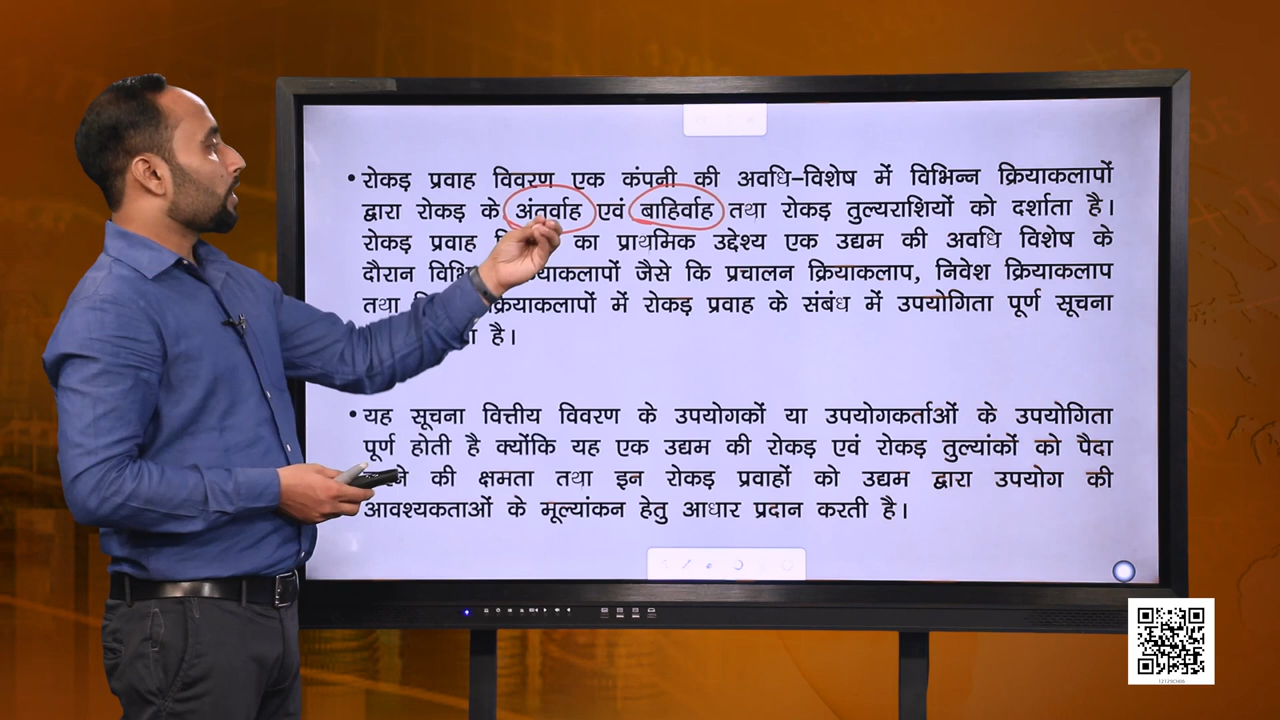 • रोकड़ प्रवाह विवरण एक कंपनी की अवधि–विशेष में विभिन्न क्रियाकलापों
द्वारा रोकड़ के अंतर्वाह एवं बाहिर्वाह तथा रोकड़ तुल्यराशियों को दर्शाता है।
रोकड़ प्रवाह का प्राथमिक उद्देश्य एक उद्यम की अवधि विशेष के
दौरान जैसे कि प्रचालन क्रियाकलाप, निवेश क्रियाकलाप
तथा क्रियाकलापों में रोकड़ प्रवाह के संबंध में उपयोगिता पूर्ण सूचना
है।
• यह सूचना वित्तीय विवरण के उपयोगकों या उपयोगकर्ताओं के उपयोगिता
पूर्ण होती है क्योंकि यह एक उद्यम की रोकड़ एवं रोकड़ तुल्यांकों को पैदा
की क्षमता तथा इन रोकड़ प्रवाहों को उद्यम द्वारा उपयोग की
आवश्यकताओं के मूल्यांकन हेतु आधार प्रदान करती है।
12129CH06